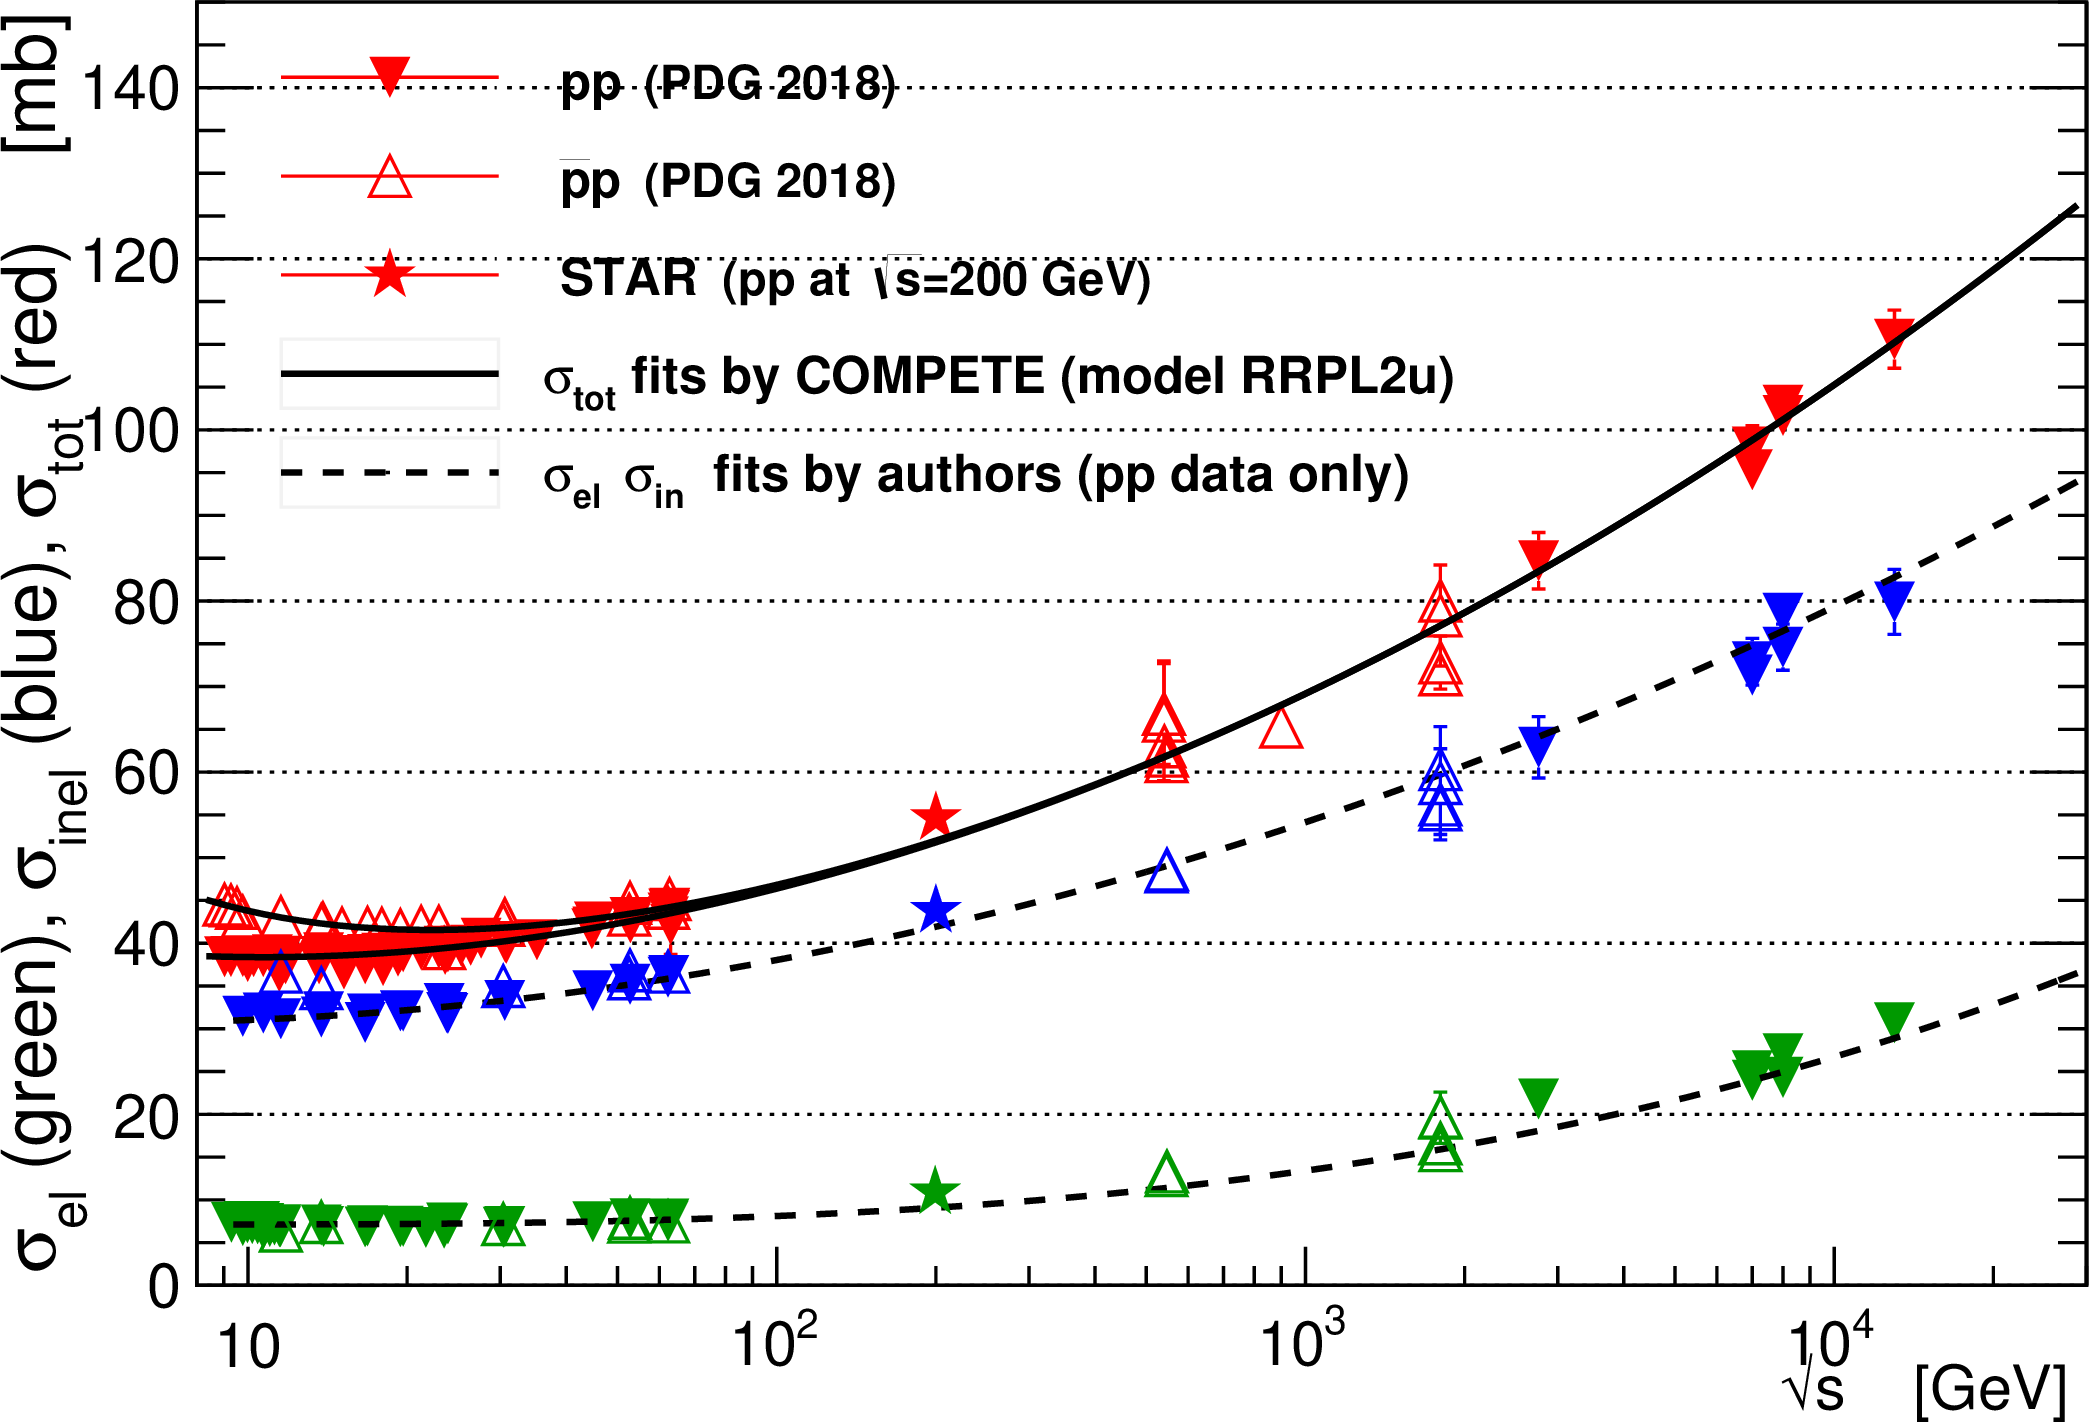 pp (PDG 2018)
p̅p (PDG 2018)
STAR (pp at √s=200 GeV)
σtot fits by COMPETE (model RRPL2u)
σel σin fits by authors (pp data only)
σel (green), σinel (blue), σtot (red) [mb]
140
120
100
80
60
40
20
0
10
10²
10³
10⁴
√s [GeV]